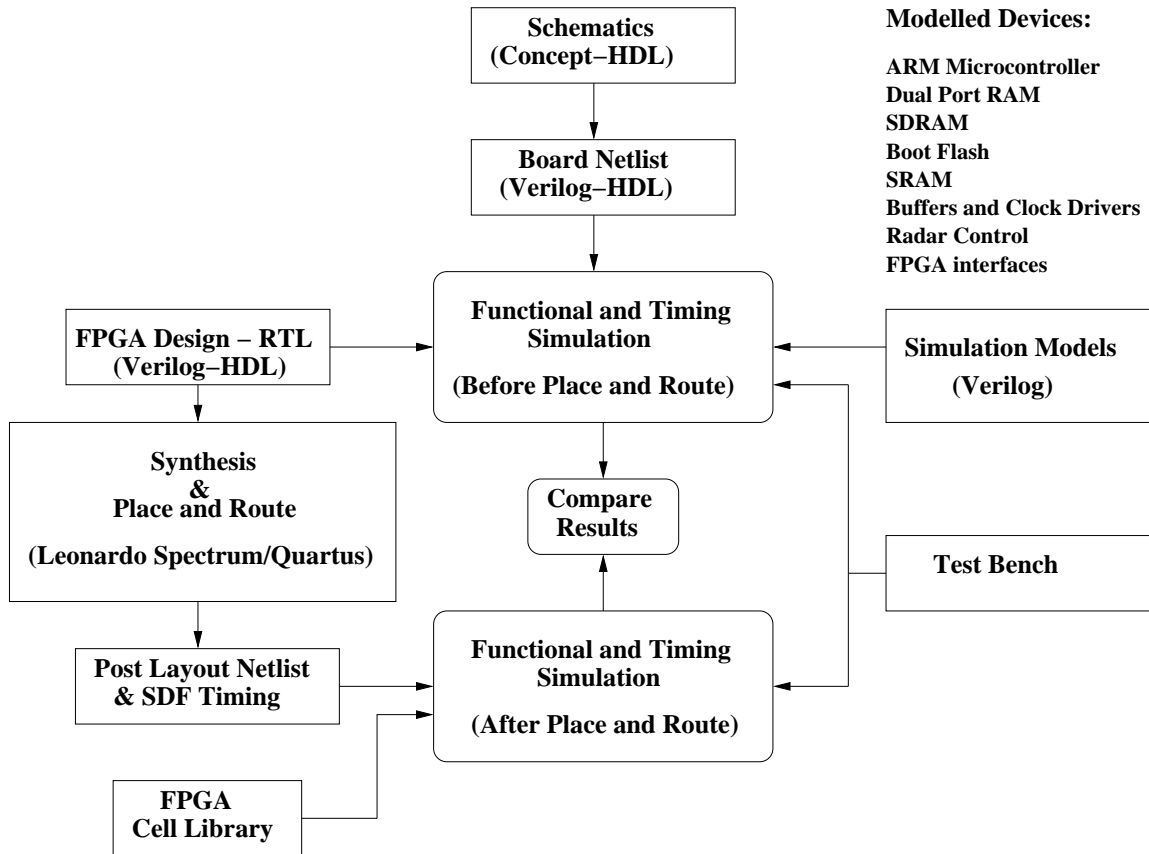 Schematics
(Concept−HDL)
Modelled Devices:
ARM Microcontroller
Dual Port RAM
SDRAM
Boot Flash
SRAM
Buffers and Clock Drivers
Radar Control
FPGA interfaces
Board Netlist
(Verilog−HDL)
FPGA Design − RTL
(Verilog−HDL)
Functional and Timing
Simulation
(Before Place and Route)
Simulation Models
(Verilog)
Synthesis
&
Place and Route
(Leonardo Spectrum/Quartus)
Compare
Results
Test Bench
Post Layout Netlist
& SDF Timing
Functional and Timing
Simulation
(After Place and Route)
FPGA
Cell Library